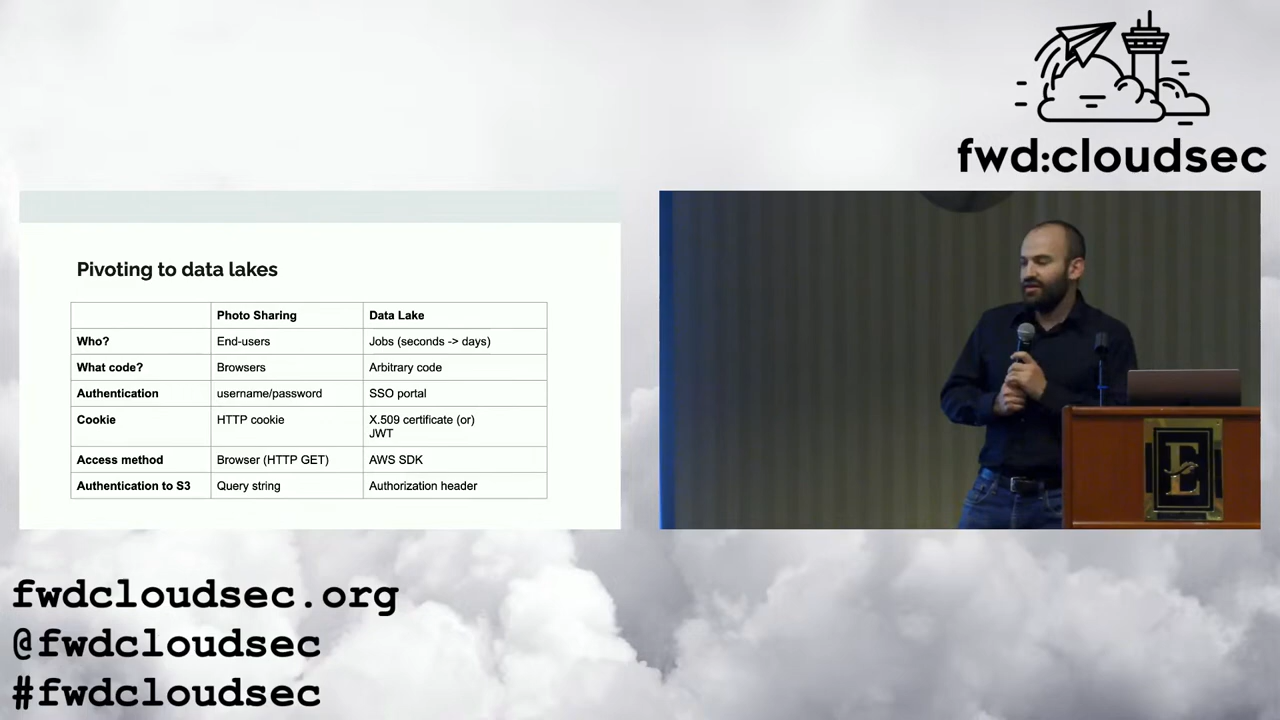 fwd:cloudsec
Pivoting to data lakes
Photo Sharing Data Lake
Who? End-users Jobs (seconds -> days)
What code? Browsers Arbitrary code
Authentication username/password SSO portal
Cookie HTTP cookie X.509 certificate (or)
JWT
Access method Browser (HTTP GET) AWS SDK
Authentication to S3 Query string Authorization header
E
fwdcloudsec.org
@fwdcloudsec
#fwdcloudsec